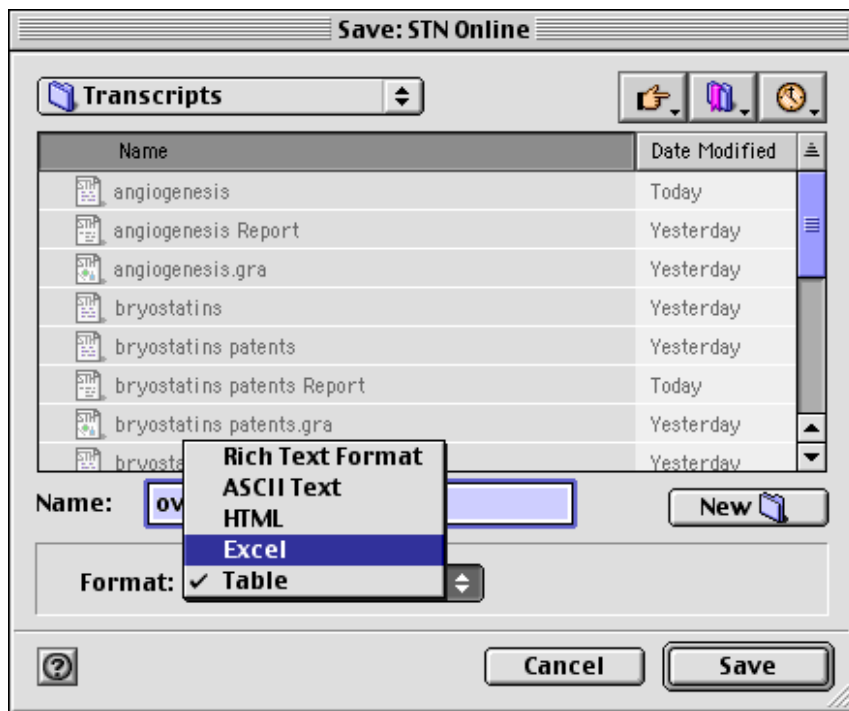 Save: STN Online
Transcripts
Name Date Modified
angiogenesis Today
angiogenesis Report Yesterday
angiogenesis.gra Yesterday
bryostatins Yesterday
bryostatins patents Yesterday
bryostatins patents Report Today
bryostatins patents.gra Yesterday
Yesterday
Rich Text Format
ASCII Text
HTML
Excel
Table
Name: ov
New
Format:
Cancel Save